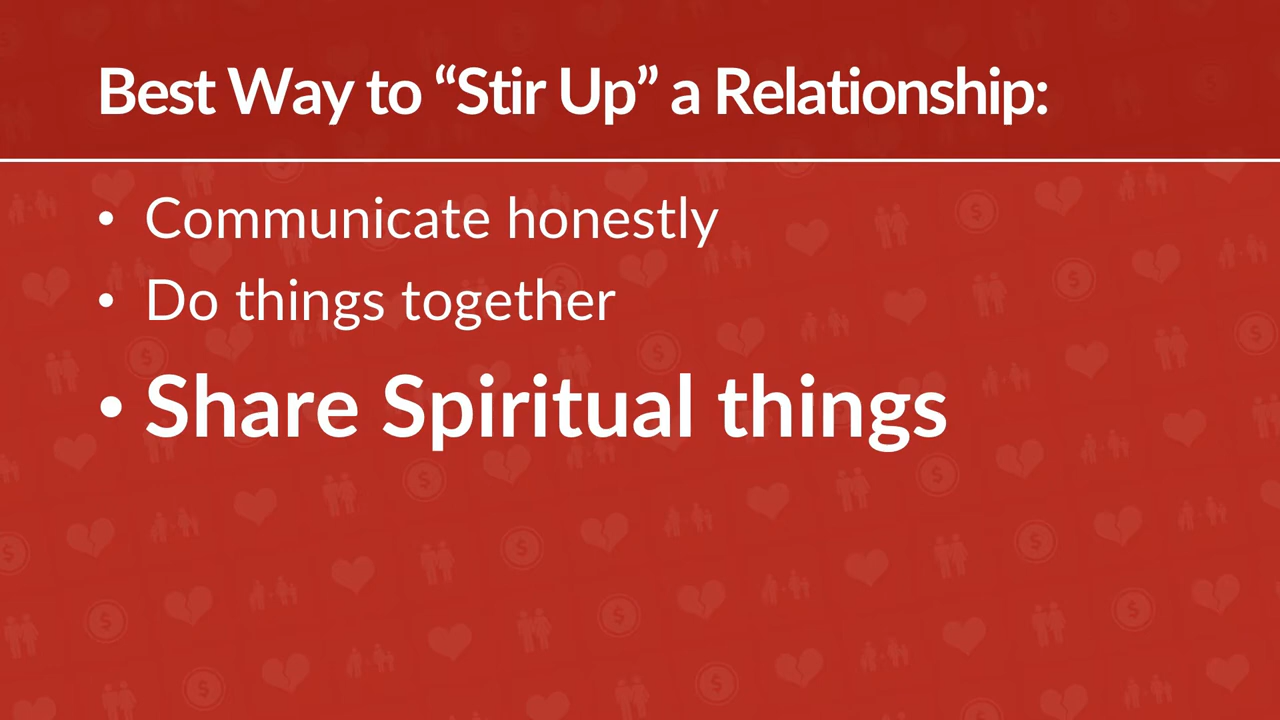 Best Way to “Stir Up” a Relationship:
• Communicate honestly
• Do things together
• Share Spiritual things